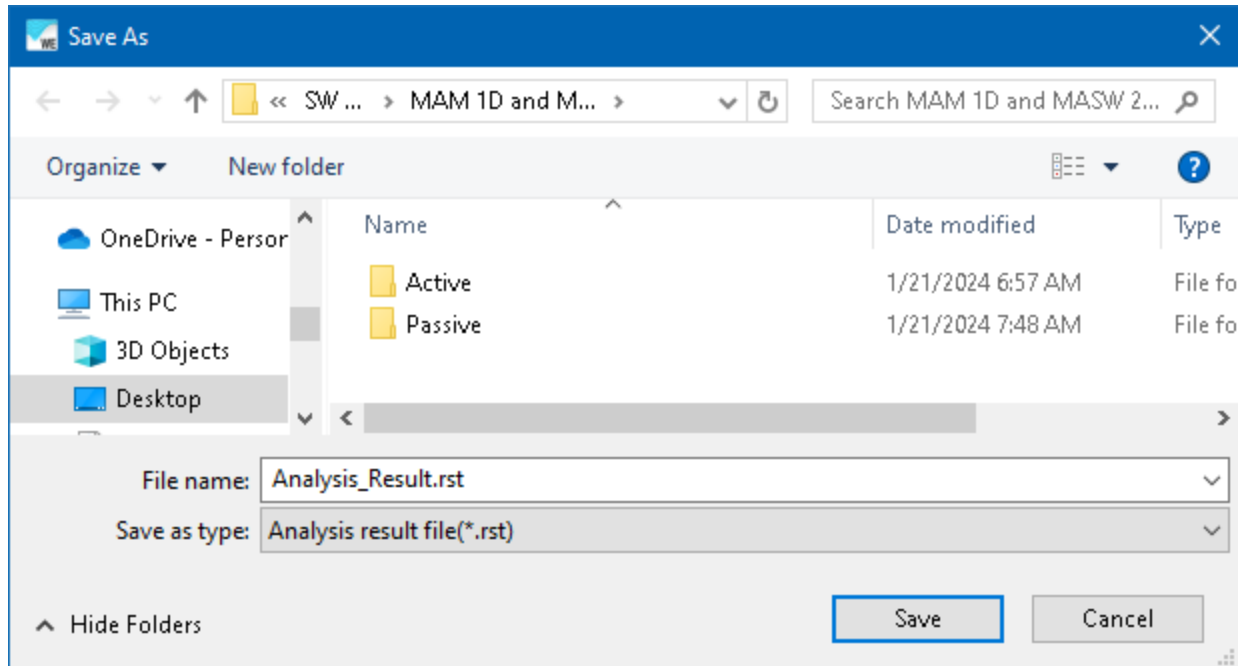 WE Save As
« SW ... > MAM 1D and M... > Search MAM 1D and MASW 2...
Organize New folder ?
OneDrive - Person
This PC
3D Objects
Desktop
Name Date modified Type
Active 1/21/2024 6:57 AM File fo
Passive 1/21/2024 7:48 AM File fo
File name: Analysis_Result.rst
Save as type: Analysis result file(*.rst)
Hide Folders Save Cancel